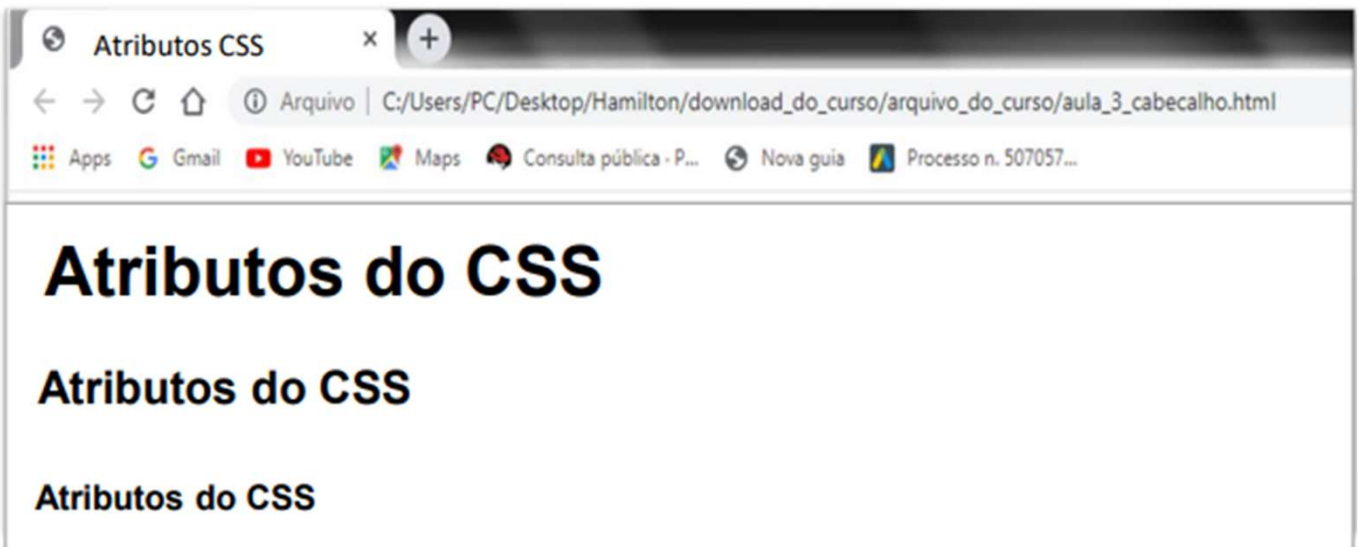 Atributos CSS × +
Arquivo | C:/Users/PC/Desktop/Hamilton/download_do_curso/arquivo_do_curso/aula_3_cabecalho.html
Apps Gmail YouTube Maps Consulta pública - P... Nova guia Processo n. 507057...
Atributos do CSS
Atributos do CSS
Atributos do CSS